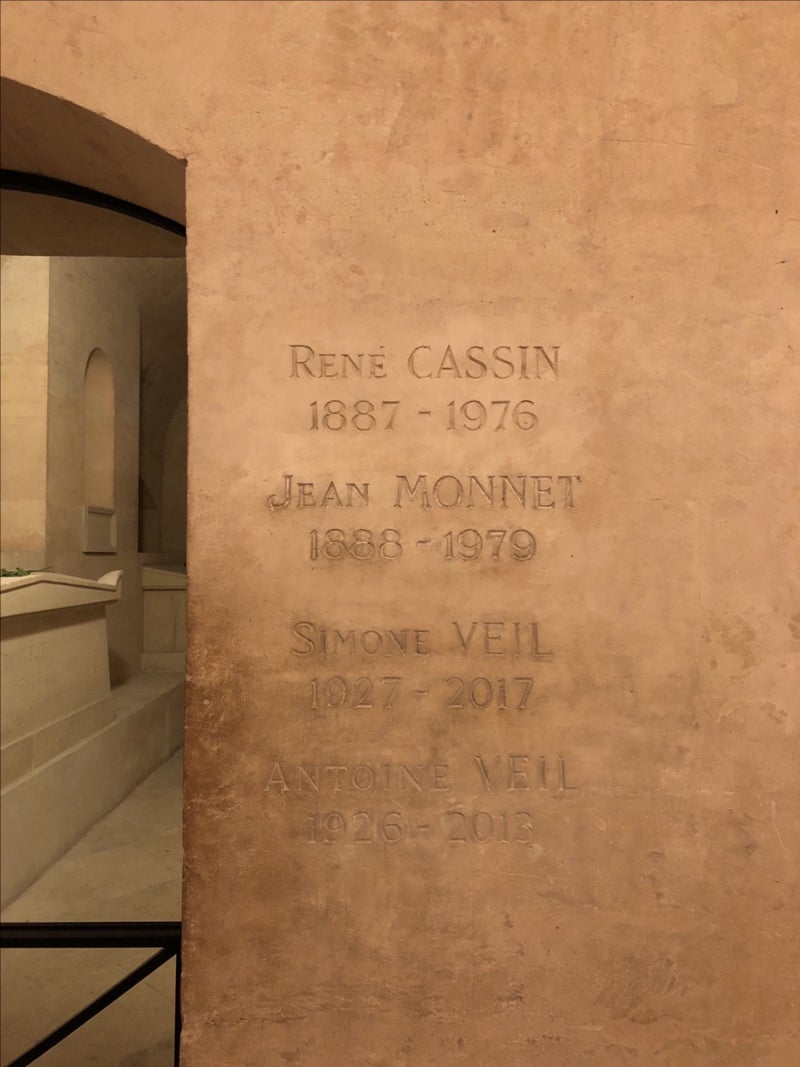 RENÉ CASSIN
1887 - 1976
JEAN MONNET
1888 - 1979
SIMONE VEIL
1927 - 2017
ANTOINE VEIL
1926 - 2013